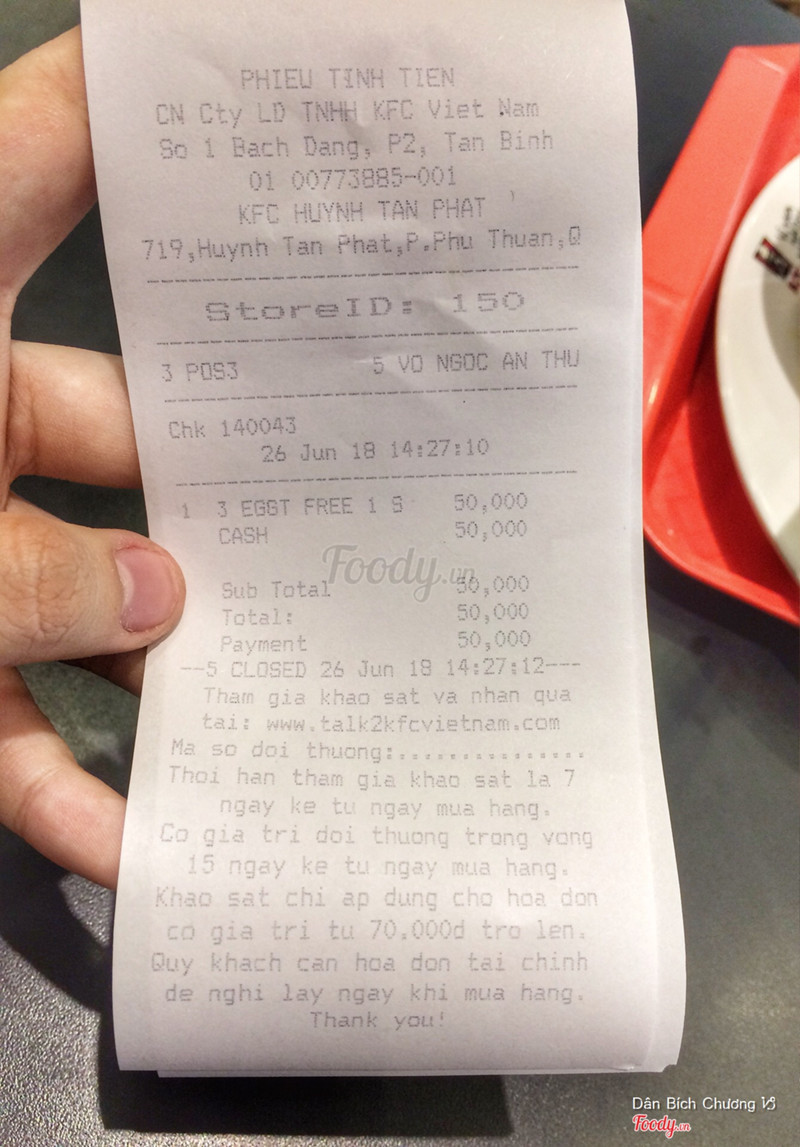 PHIEU TINH TIEN
CN Cty LD TNHH KFC Viet Nam
So 1 Bach Dang, P2, Tan Binh
01 00773885-001
KFC HUYNH TAN PHAT
719,Huynh Tan Phat,P.Phu Thuan,Q
StoreID: 150
3 POS3 5 VO NGOC AN THU
Chk 140043
26 Jun 18 14:27:10
1 3 EGGT FREE 1 S 50,000
CASH 50,000
Foody.vn
Sub Total 50,000
Total: 50,000
Payment 50,000
--5 CLOSED 26 Jun 18 14:27:12---
Tham gia khao sat va nhan qua
tai: www.talk2kfcvietnam.com
Ma so doi thuong:...............
Thoi han tham gia khao sat la 7
ngay ke tu ngay mua hang.
Co gia tri doi thuong trong vong
15 ngay ke tu ngay mua hang.
Khao sat chi ap dung cho hoa don
co gia tri tu 70.000d tro len.
Quy khach can hoa don tai chinh
de nghi lay ngay khi mua hang.
Thank you!
Dân Bích Chương
Foody.vn